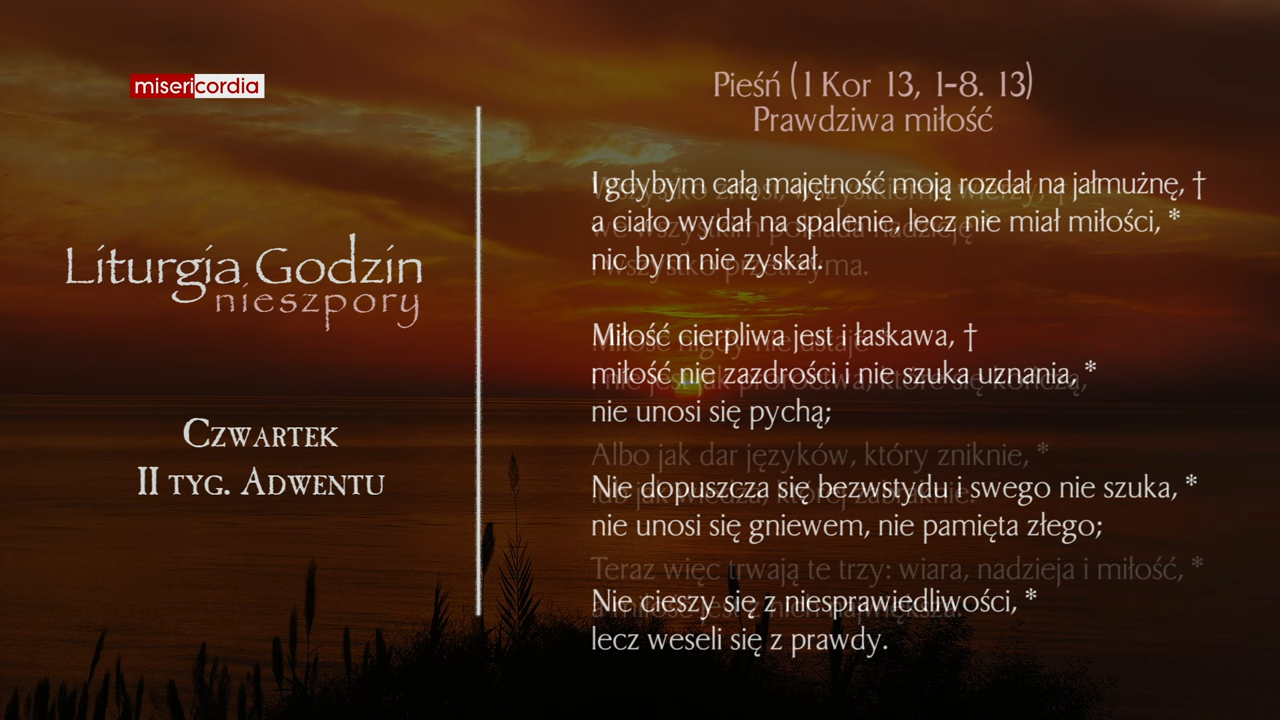 misericordia
Liturgia Godzin
nieszpory
Czwartek
II tyg. Adwentu
Pieśń (1 Kor 13, 1-8. 13)
Prawdziwa miłość
I gdybym całą majętność moją rozdał na jałmużnę, †
a ciało wydał na spalenie, lecz nie miał miłości, *
nic bym nie zyskał.
Miłość cierpliwa jest i łaskawa, †
miłość nie zazdrości i nie szuka uznania, *
nie unosi się pychą;
Albo jak dar języków, który zniknie, *
Nie dopuszcza się bezwstydu i swego nie szuka, *
nie unosi się gniewem, nie pamięta złego;
Teraz więc trwają te trzy: wiara, nadzieja i miłość, *
Nie cieszy się z niesprawiedliwości, *
lecz weseli się z prawdy.